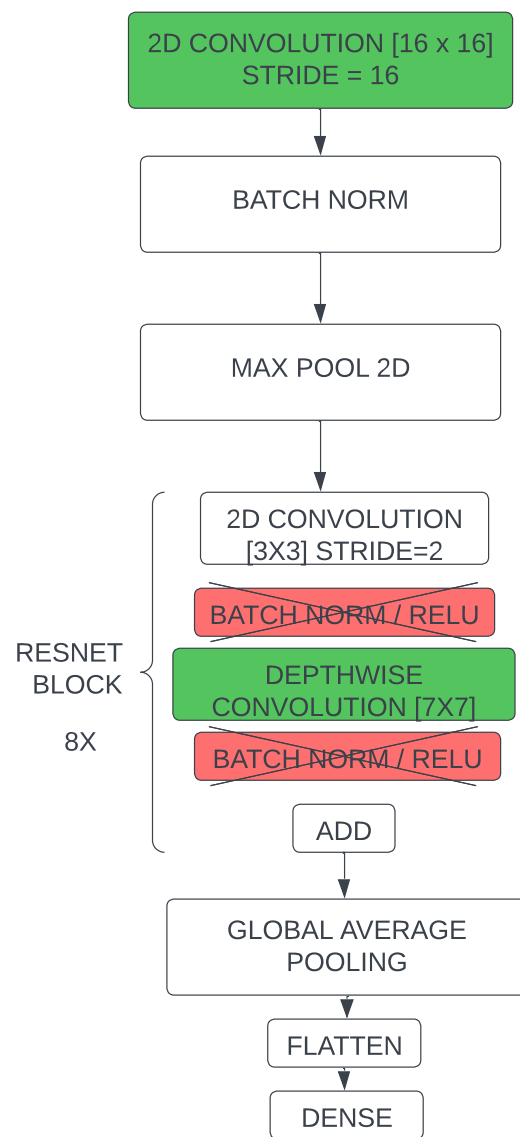 2D CONVOLUTION [16 x 16]
STRIDE = 16
BATCH NORM
MAX POOL 2D
2D CONVOLUTION
[3X3] STRIDE=2
BATCH NORM / RELU
RESNET
BLOCK
8X
DEPTHWISE
CONVOLUTION [7X7]
BATCH NORM / RELU
ADD
GLOBAL AVERAGE
POOLING
FLATTEN
DENSE